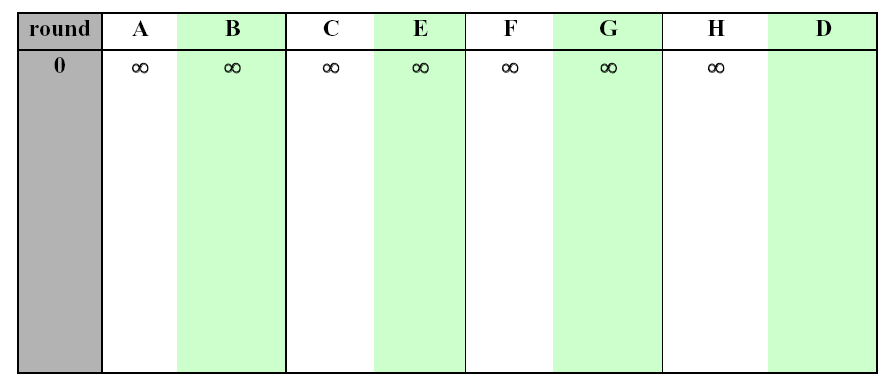 round A B C E F G H D
0 ∞ ∞ ∞ ∞ ∞ ∞ ∞